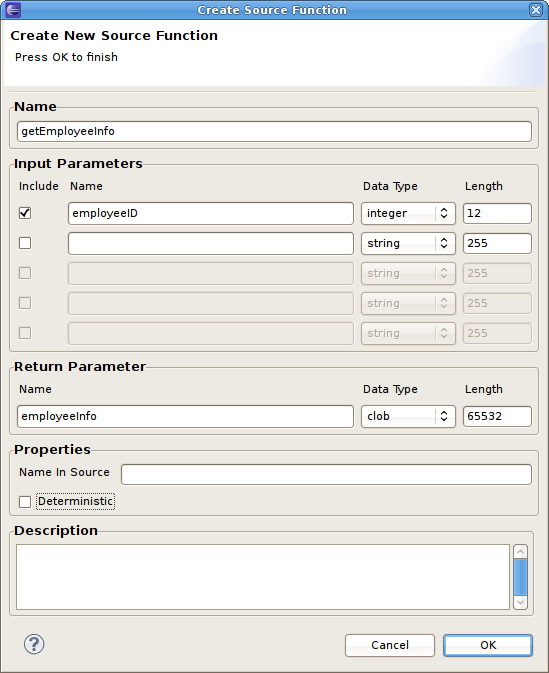 Create Source Function
Create New Source Function
Press OK to finish
Name
getEmployeeInfo
Input Parameters
Include Name Data Type Length
employeeID integer 12
string 255
string 255
string 255
string 255
Return Parameter
Name Data Type Length
employeeInfo clob 65532
Properties
Name In Source
Deterministic
Description
? Cancel OK